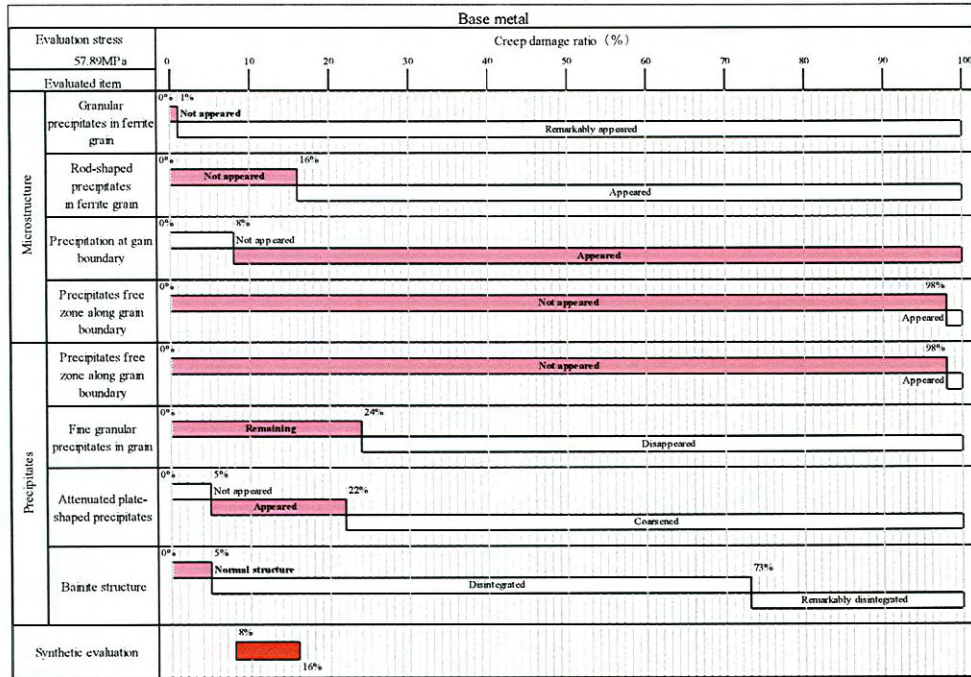 Base metal
Evaluation stress
57.89MPa
Creep damage ratio (%)
0 10 20 30 40 50 60 70 80 90 100
Evaluated item
Microstructure
Granular
precipitates in ferrite
grain
0% 1%
Not appeared
Remarkably appeared
Rod-shaped
precipitates
in ferrite grain
0% 16%
Not appeared
Appeared
Precipitation at gain
boundary
0% 8%
Not appeared
Appeared
Precipitates free
zone along grain
boundary
0% 98%
Not appeared
Appeared
Precipitates
Precipitates free
zone along grain
boundary
0% 98%
Not appeared
Appeared
Fine granular
precipitates in grain
0% 24%
Remaining
Disappeared
Attenuated plate-
shaped precipitates
0% 5%
Not appeared
22%
Appeared
Coarsened
Bainite structure
0% 5%
Normal structure
73%
Disintegrated
Remarkably disintegrated
Synthetic evaluation
8%
16%